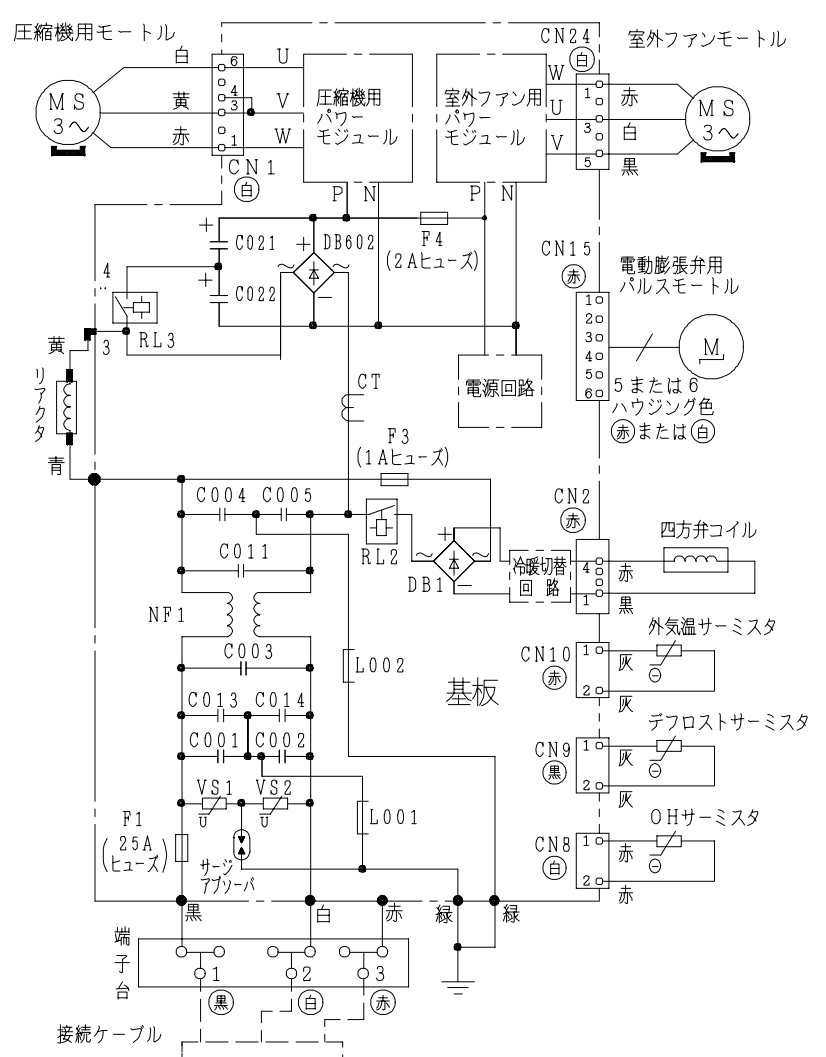 圧縮機用モートル
CN24
白
室外ファンモートル
白
6
U
W
MS
3～
黄
4
3
V
圧縮機用
パワー
モジュール
室外ファン用
パワー
モジュール
U
1
赤
MS
3～
赤
1
W
V
3
白
5
黒
CN1
白
P
N
P
N
+
C021
+
DB602
～
～
−
F4
(2Aヒューズ)
+
C022
4
3
RL3
CN15
赤
電動膨張弁用
パルスモートル
1
2
3
4
5
6
M
5または6
ハウジング色
赤または白
黄
リアクタ
青
CT
電源回路
F3
(1Aヒューズ)
C004
C005
CN2
赤
四方弁コイル
RL2
～
+
～
−
DB1
冷暖切替
回路
4
赤
1
黒
C011
NF1
C003
L002
基板
CN10
赤
1
2
灰
灰
外気温サーミスタ
C013
C014
C001
C002
CN9
黒
1
2
灰
灰
デフロストサーミスタ
VS1
VS2
U
U
L001
F1
(25Aヒューズ)
サージ
アブソーバ
CN8
白
1
2
赤
赤
OHサーミスタ
黒
白
赤
緑
緑
端子台
1
2
3
黒
白
赤
接続ケーブル